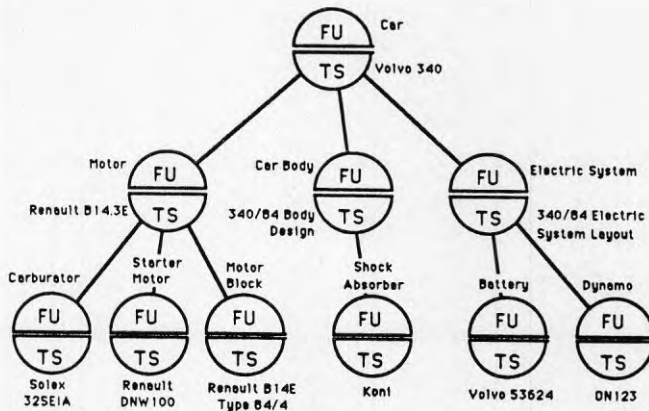 Car
FU
TS
Volvo 340
Motor
FU
Car Body
FU
FU
Electric System
Renault B14.3E
TS
340/84 Body
Design
TS
TS
340/84 Electric
System Layout
Carburator
Starter
Motor
Motor
Block
Shock
Absorber
Battery
Dynamo
FU
FU
FU
FU
FU
FU
TS
TS
TS
TS
TS
TS
Solex
32SEIA
Renault
DNW100
Renault B14E
Type B4/4
Koni
Volvo 53624
DN123